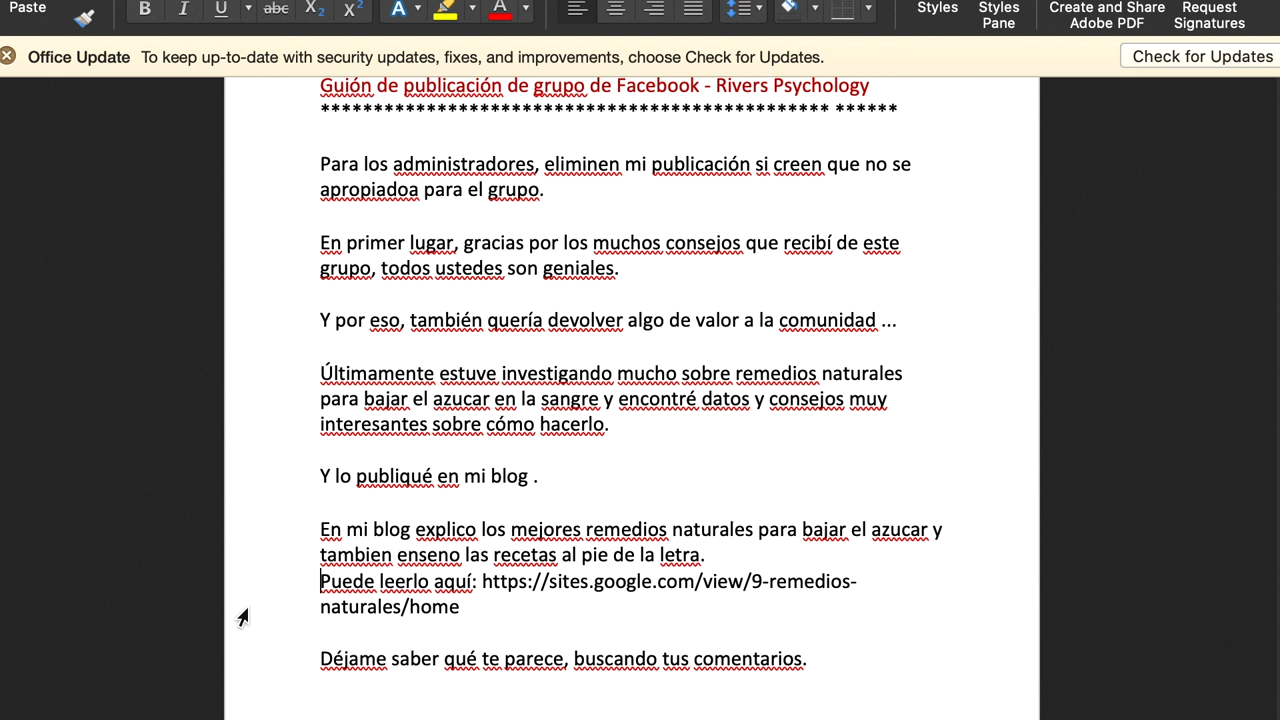 Paste
B I U abc X₂ X² A A
Styles
Styles Pane
Create and Share Adobe PDF
Request Signatures
Office Update To keep up-to-date with security updates, fixes, and improvements, choose Check for Updates.
Check for Updates
Guión de publicación de grupo de Facebook - Rivers Psychology
************************************************ ******
Para los administradores, eliminen mi publicación si creen que no se
apropiadoa para el grupo.
En primer lugar, gracias por los muchos consejos que recibí de este
grupo, todos ustedes son geniales.
Y por eso, también quería devolver algo de valor a la comunidad ...
Últimamente estuve investigando mucho sobre remedios naturales
para bajar el azucar en la sangre y encontré datos y consejos muy
interesantes sobre cómo hacerlo.
Y lo publiqué en mi blog .
En mi blog explico los mejores remedios naturales para bajar el azucar y
tambien enseno las recetas al pie de la letra.
Puede leerlo aquí: https://sites.google.com/view/9-remedios-
naturales/home
Déjame saber qué te parece, buscando tus comentarios.